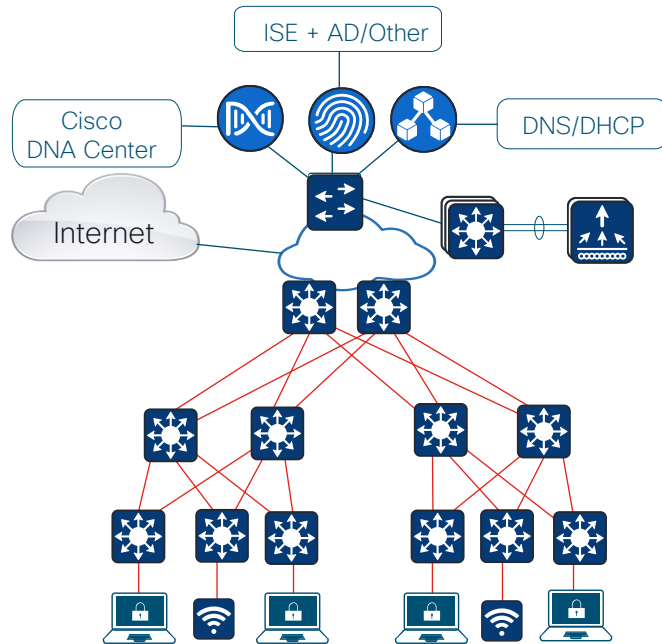 ISE + AD/Other
Cisco
DNA Center
DNS/DHCP
Internet